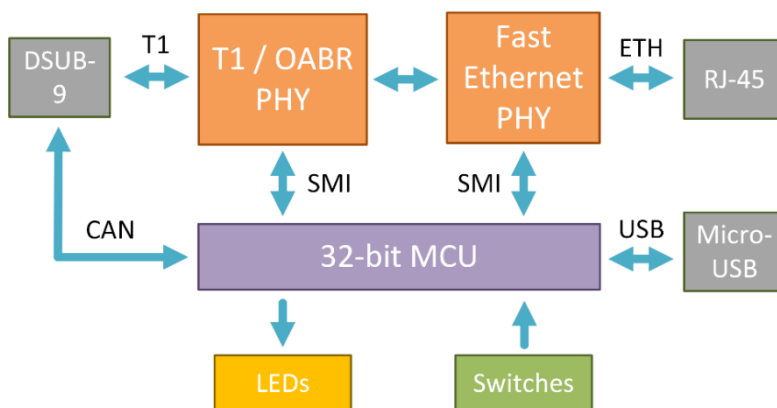 T1
DSUB-
9
T1 / OABR
PHY
Fast
Ethernet
PHY
ETH
RJ-45
SMI
SMI
CAN
32-bit MCU
USB
Micro-
USB
LEDs
Switches